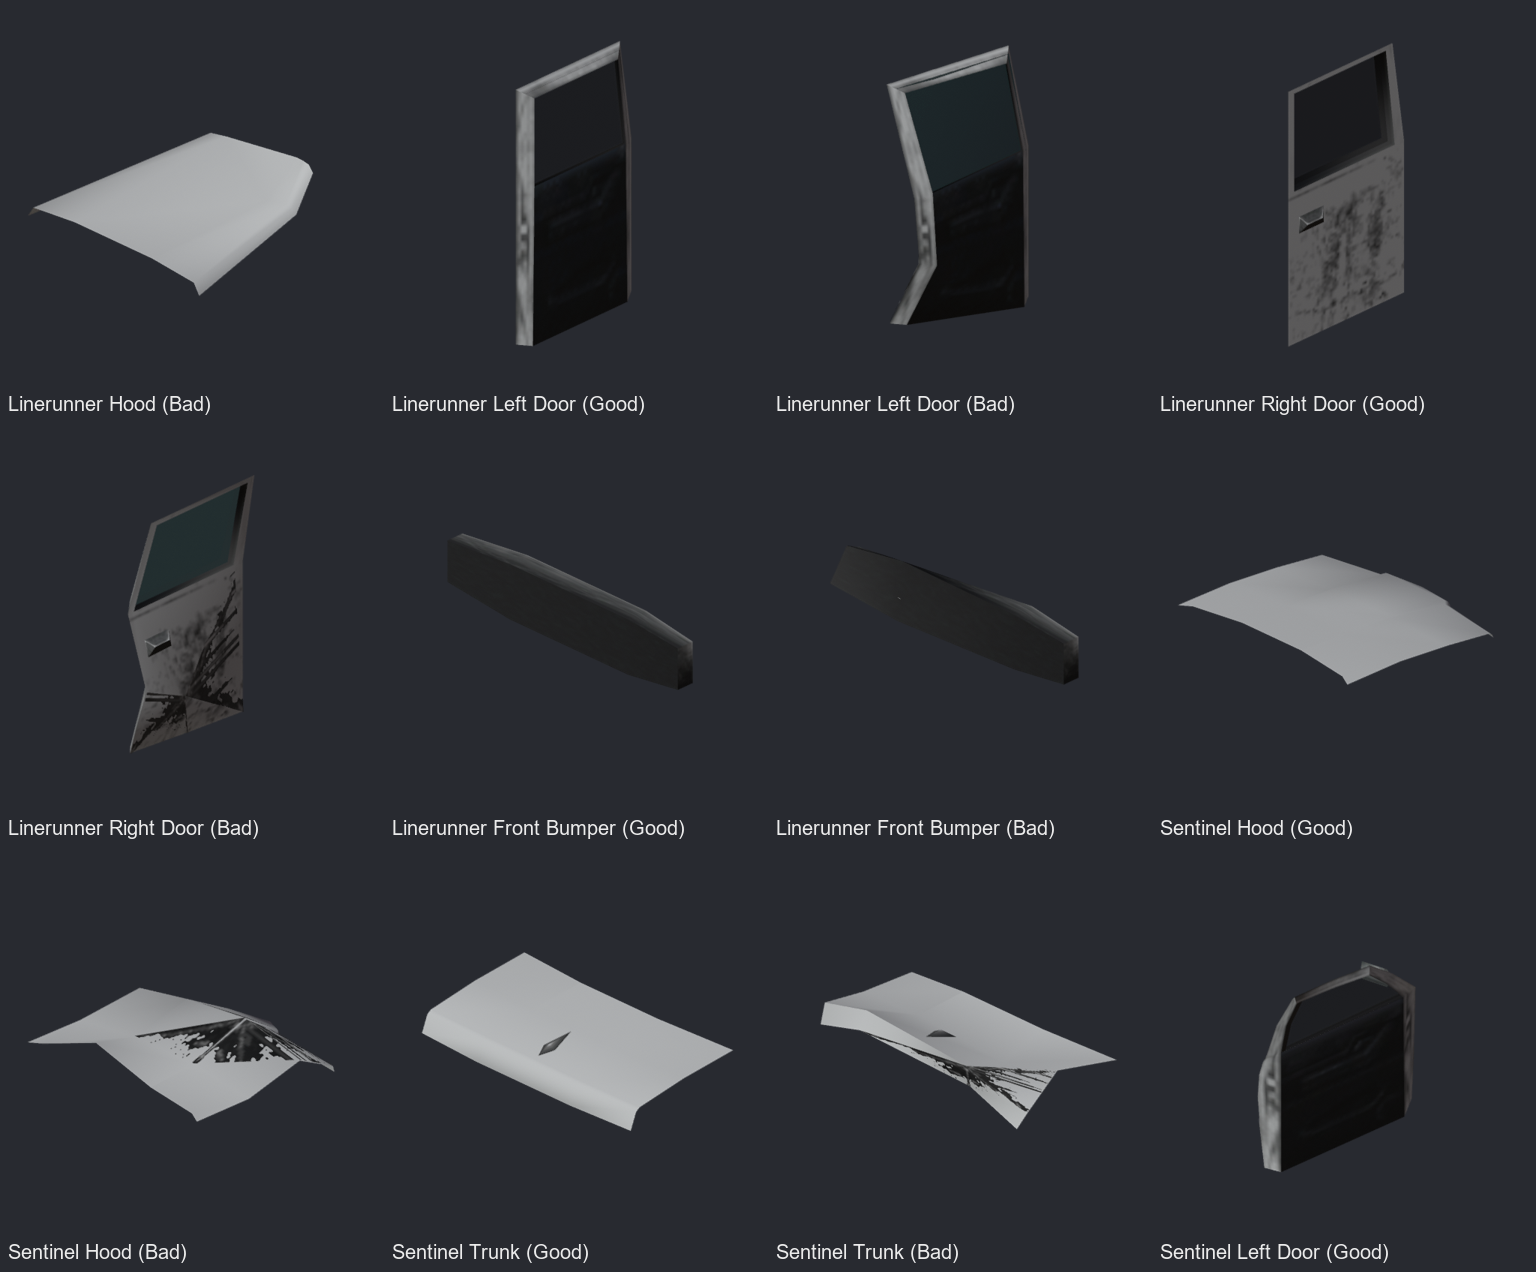 Linerunner Hood (Bad)
Linerunner Left Door (Good)
Linerunner Left Door (Bad)
Linerunner Right Door (Good)
Linerunner Right Door (Bad)
Linerunner Front Bumper (Good)
Linerunner Front Bumper (Bad)
Sentinel Hood (Good)
Sentinel Hood (Bad)
Sentinel Trunk (Good)
Sentinel Trunk (Bad)
Sentinel Left Door (Good)